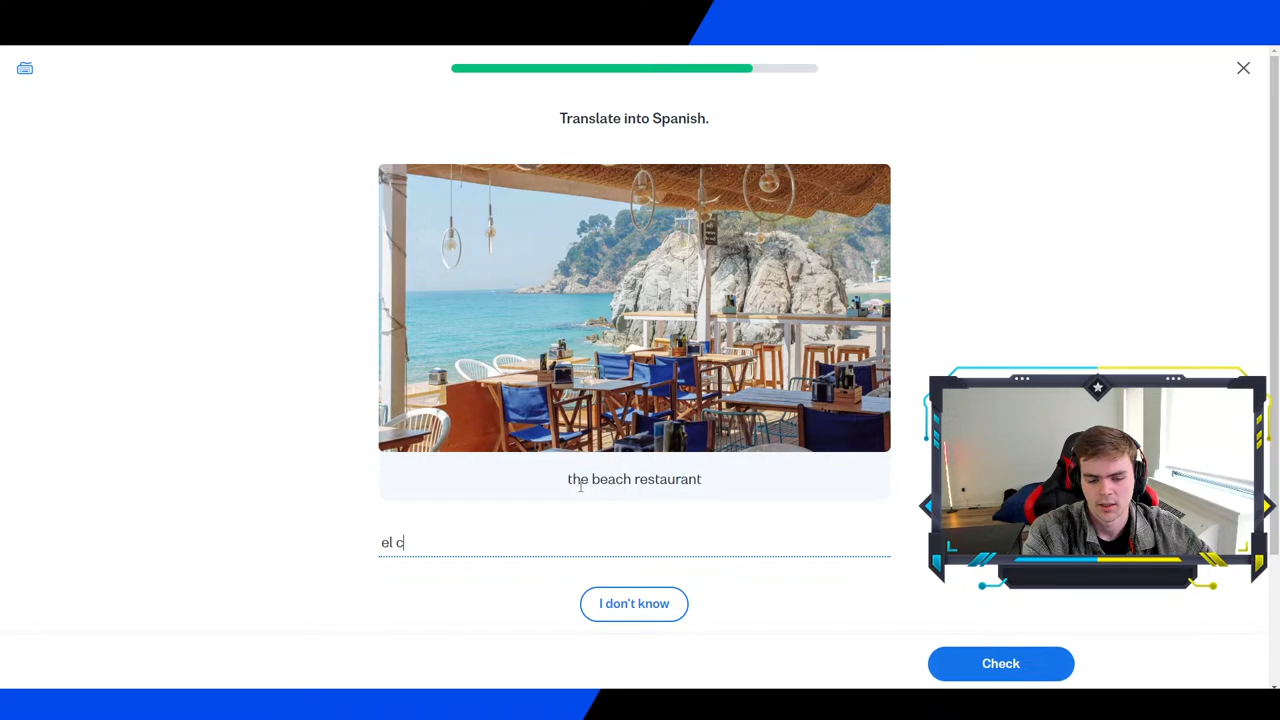 Translate into Spanish.
the beach restaurant
el c
I don't know
Check